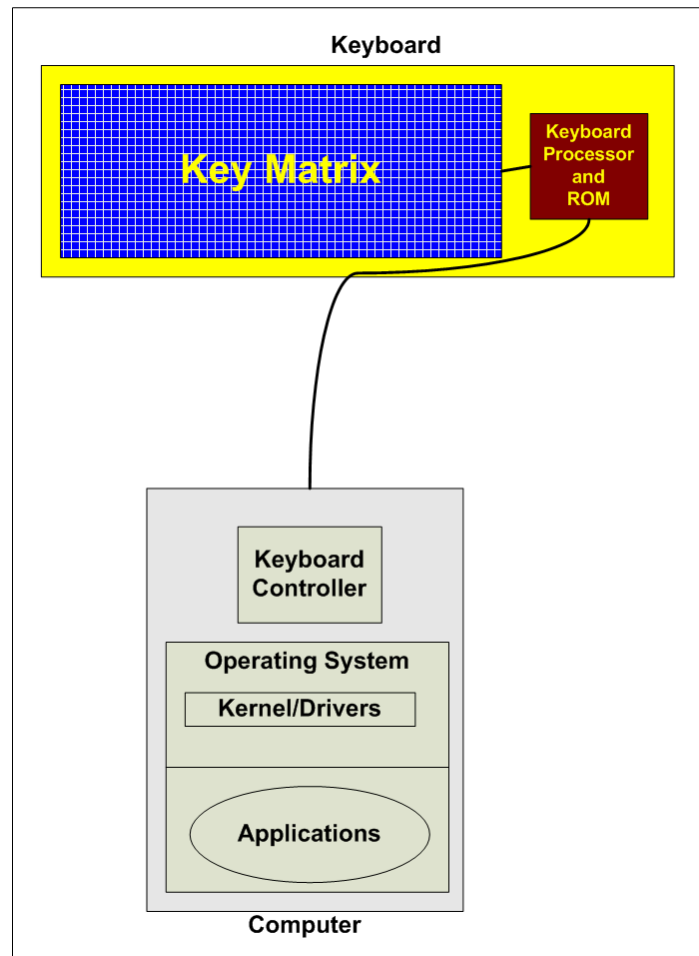 Keyboard
Key Matrix
Keyboard
Processor
and
ROM
Keyboard
Controller
Operating System
Kernel/Drivers
Applications
Computer